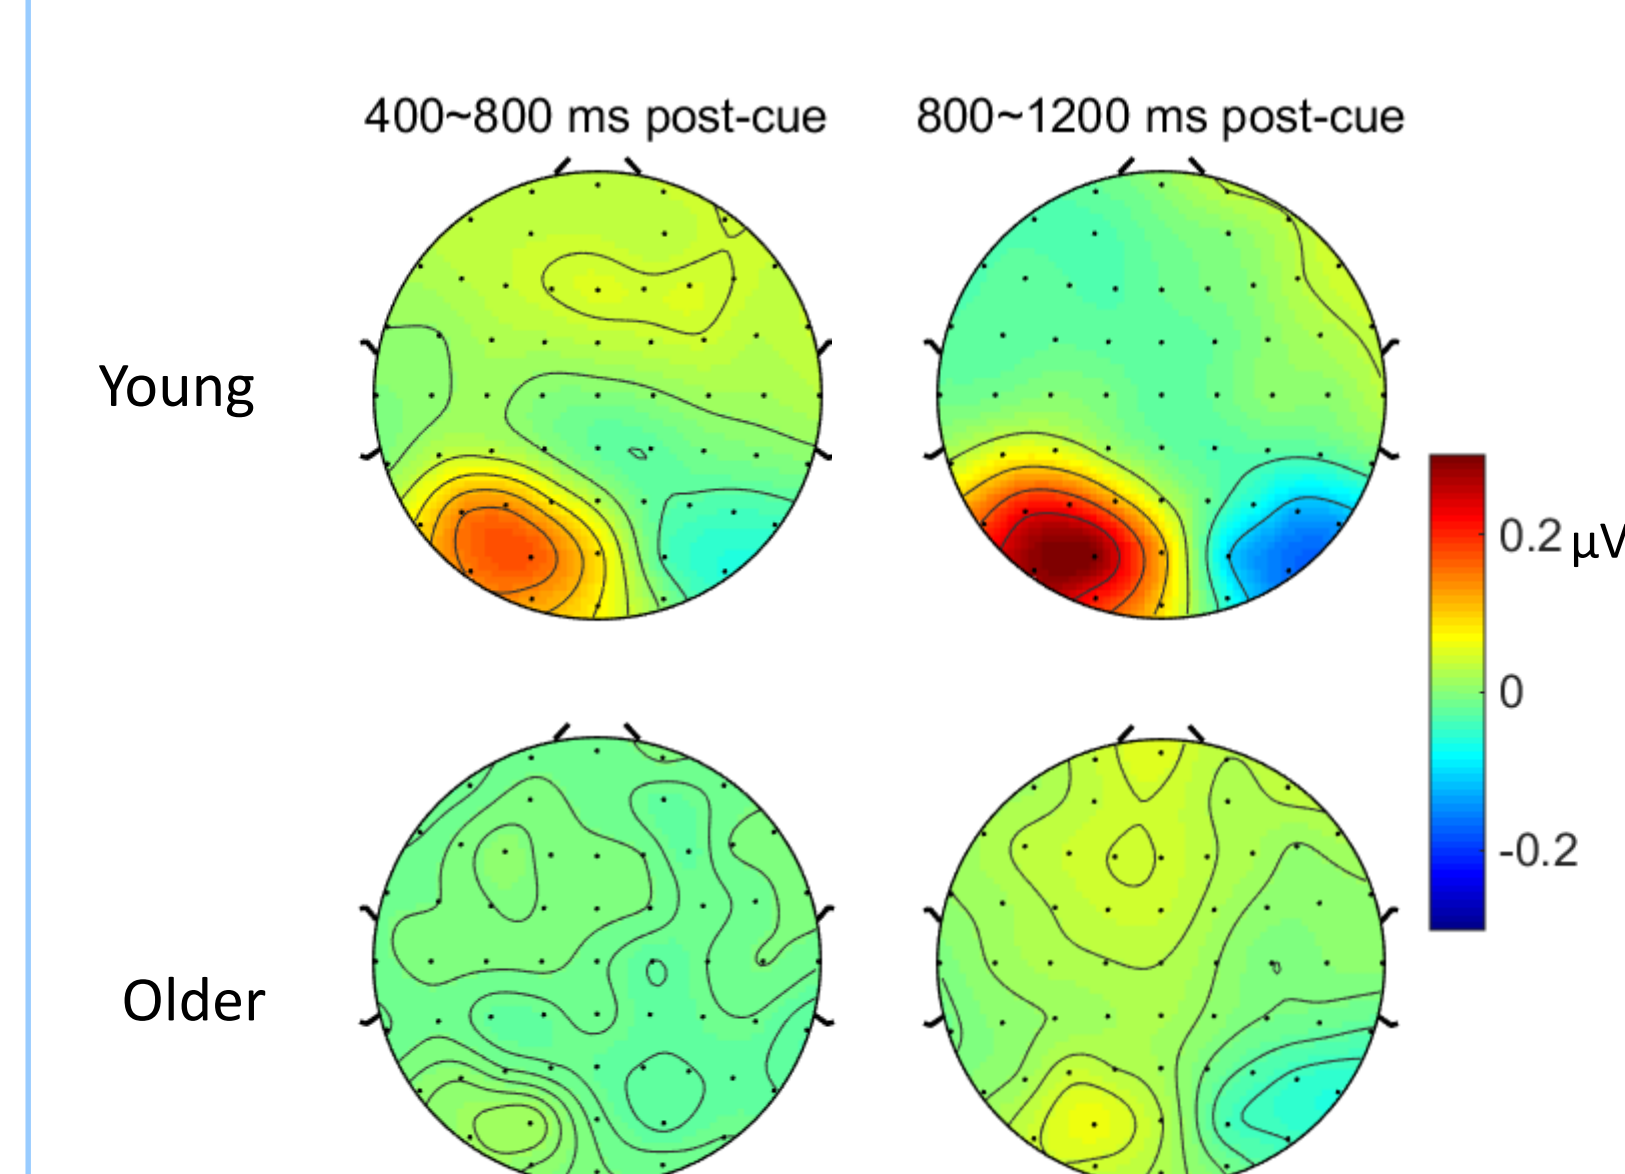 400~800 ms post-cue
800~1200 ms post-cue
Young
0.2 μV
0
-0.2
Older